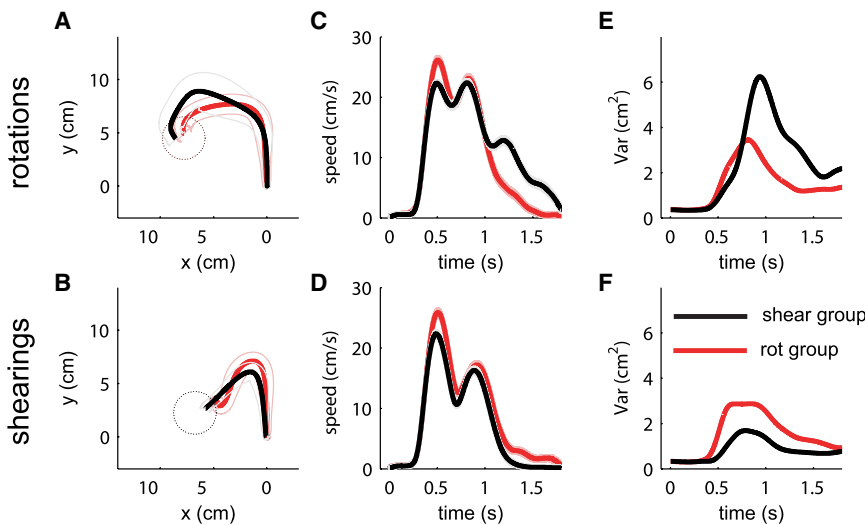 A
C
E
rotations
y (cm)
10
5
0
10
5
0
x (cm)
speed (cm/s)
30
20
10
0
0
0.5
1
1.5
time (s)
Var (cm2)
6
4
2
0
0
0.5
1
1.5
time (s)
B
D
F
shearings
y (cm)
10
5
0
10
5
0
x (cm)
speed (cm/s)
30
20
10
0
0
0.5
1
1.5
time (s)
Var (cm2)
6
4
2
0
shear group
rot group
0
0.5
1
1.5
time (s)